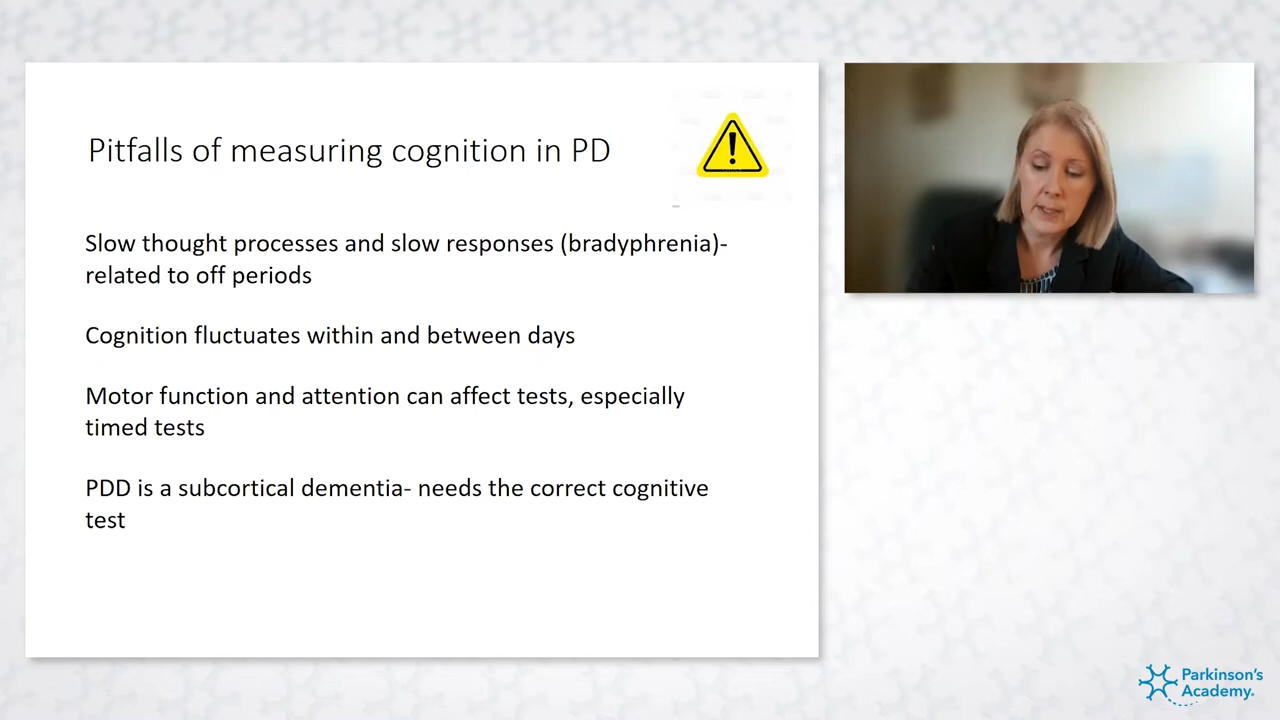 Pitfalls of measuring cognition in PD
Slow thought processes and slow responses (bradyphrenia)-
related to off periods
Cognition fluctuates within and between days
Motor function and attention can affect tests, especially
timed tests
PDD is a subcortical dementia- needs the correct cognitive
test
Parkinson's
Academy